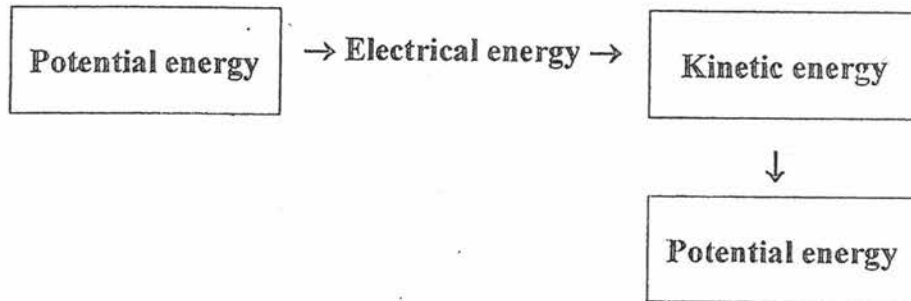 Potential energy → Electrical energy → Kinetic energy
↓
Potential energy